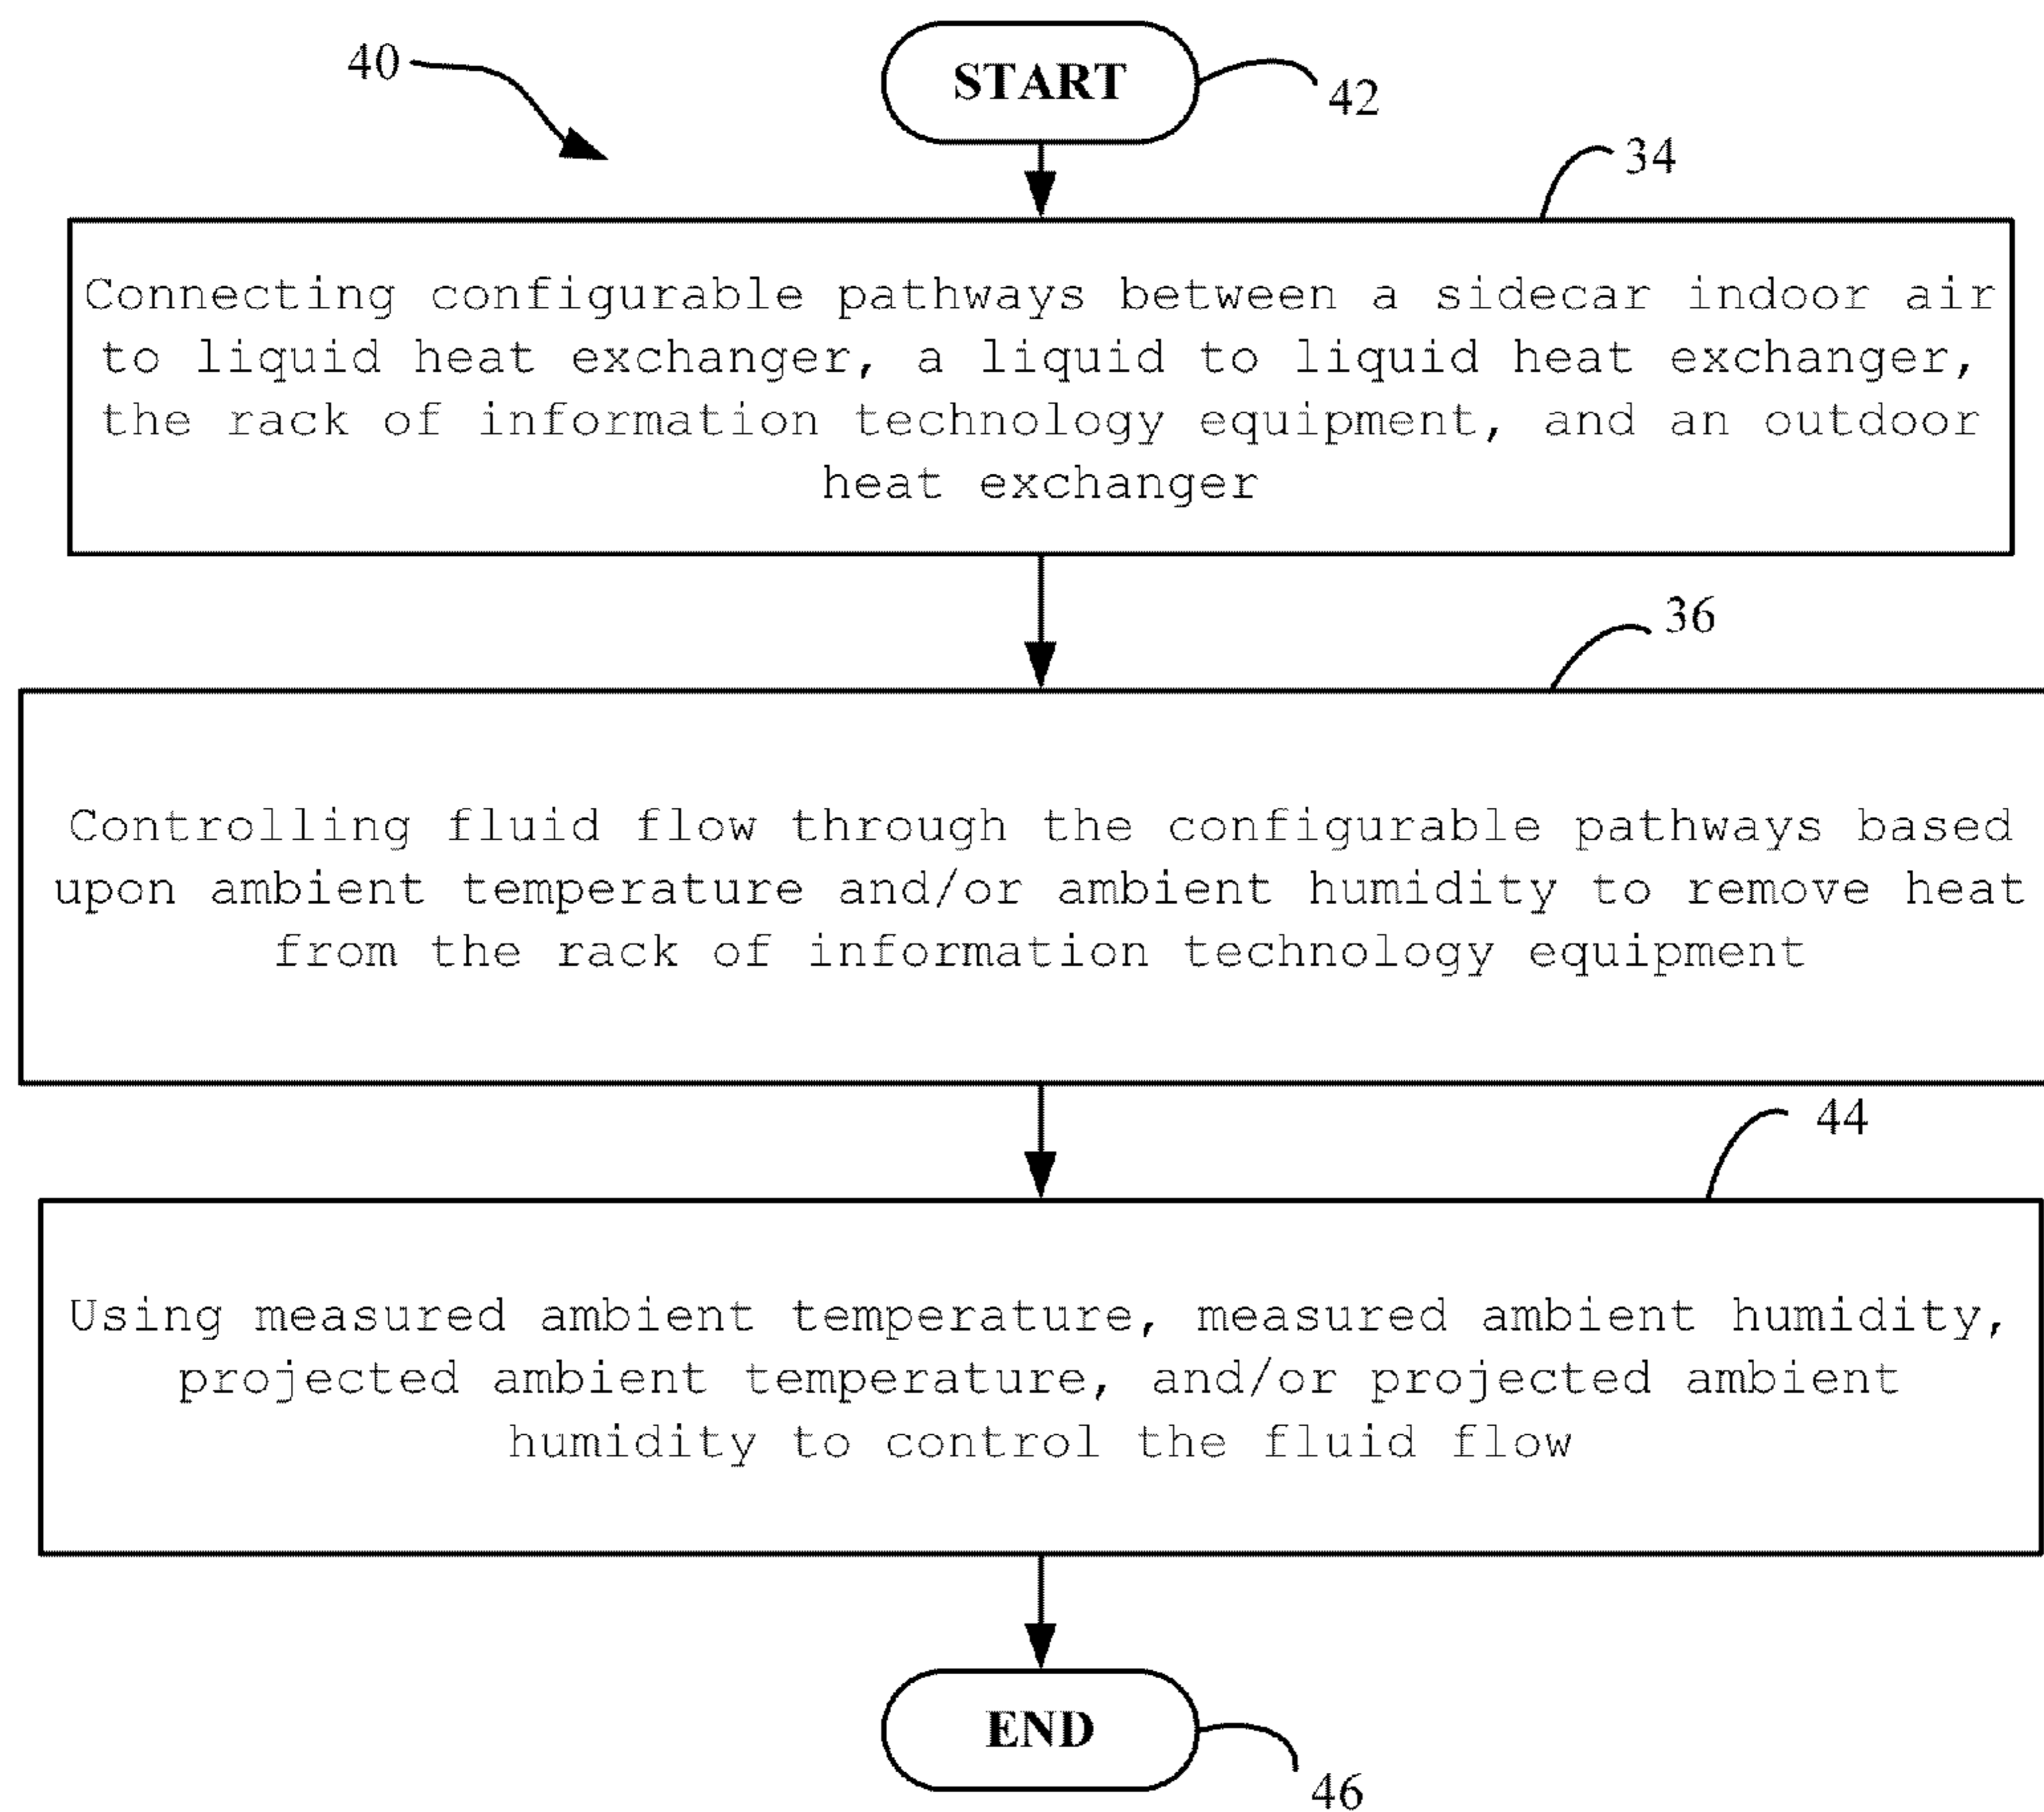 40
START
42
34
Connecting configurable pathways between a sidecar indoor air
to liquid heat exchanger, a liquid to liquid heat exchanger,
the rack of information technology equipment, and an outdoor
heat exchanger
36
Controlling fluid flow through the configurable pathways based
upon ambient temperature and/or ambient humidity to remove heat
from the rack of information technology equipment
44
Using measured ambient temperature, measured ambient humidity,
projected ambient temperature, and/or projected ambient
humidity to control the fluid flow
END
46